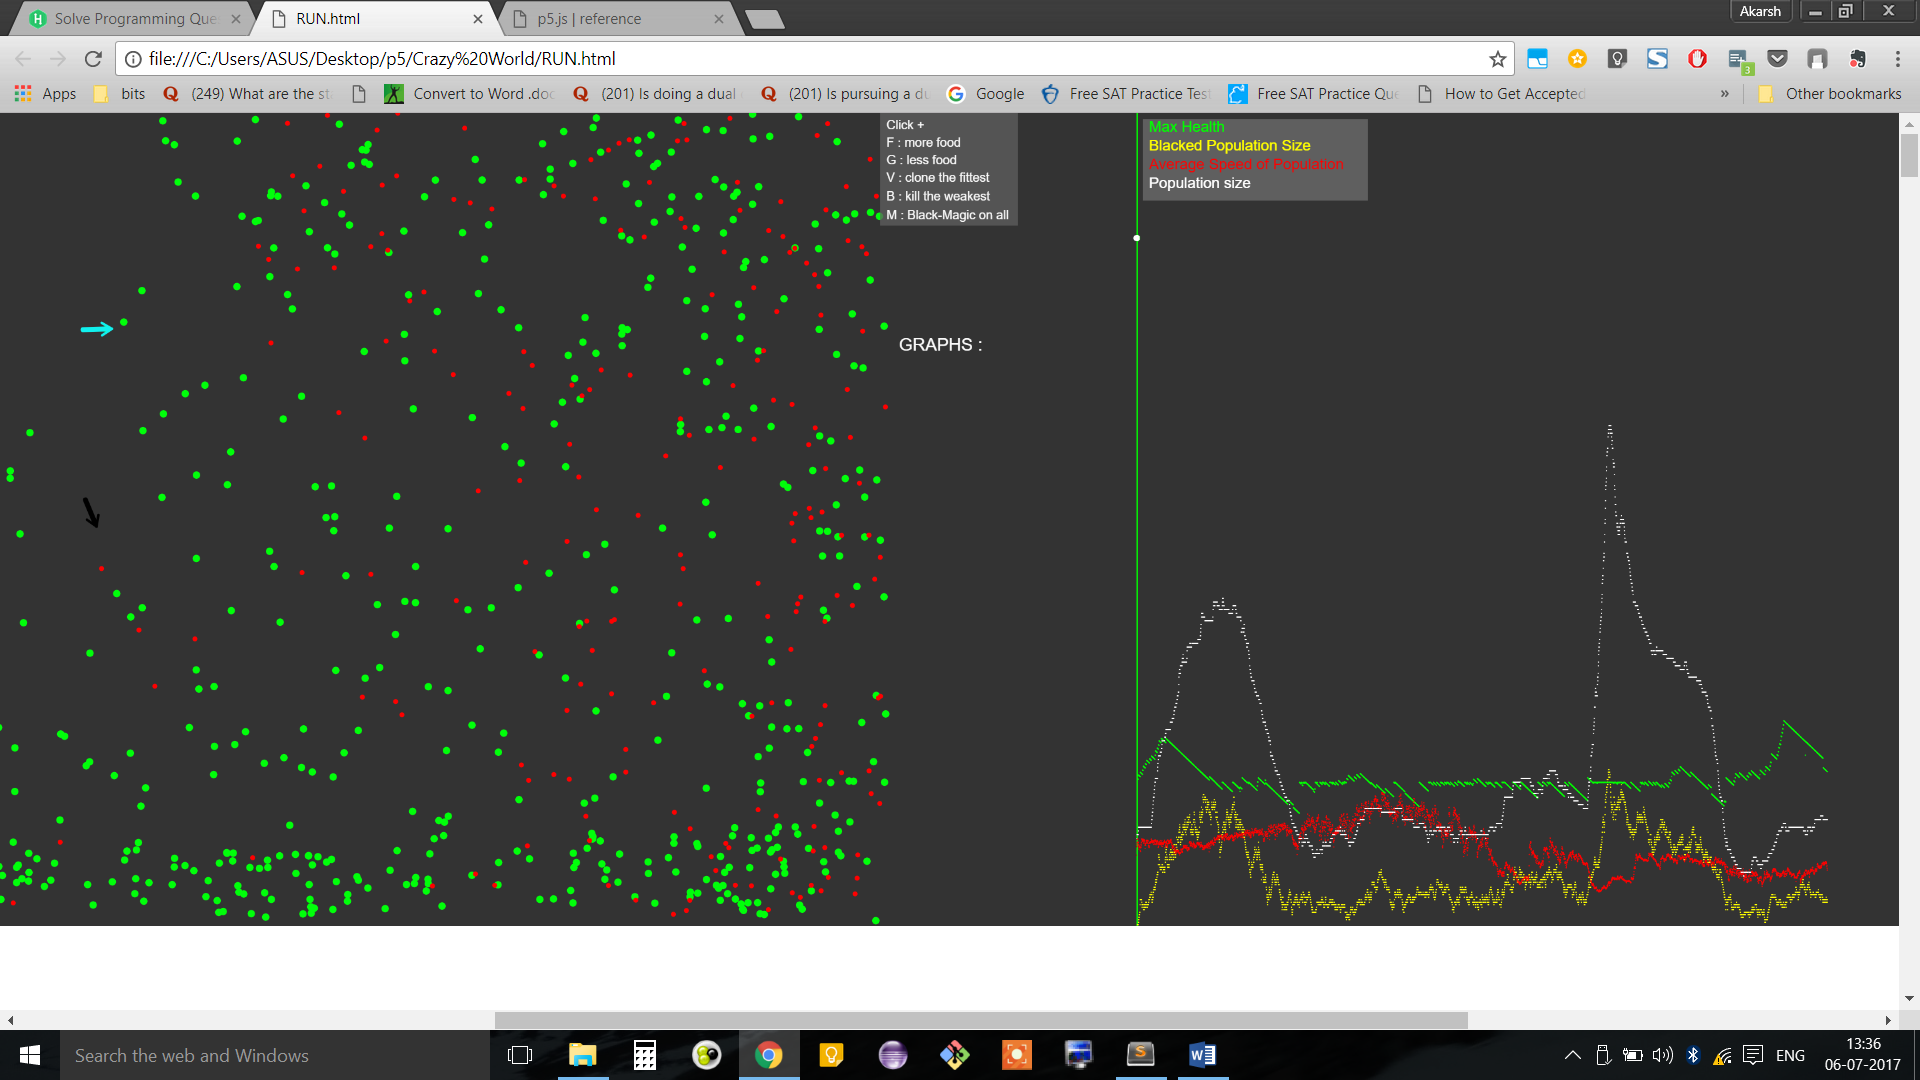 Solve Programming Que
RUN.html
p5.js | reference
Akarsh
file:///C:/Users/ASUS/Desktop/p5/Crazy%20World/RUN.html
3
Apps
bits
(249) What are the sta
Convert to Word .doc
(201) Is doing a dual
(201) Is pursuing a du
Google
Free SAT Practice Test
Free SAT Practice Que
How to Get Accepted
»
Other bookmarks
Click +
F : more food
G : less food
V : clone the fittest
B : kill the weakest
M : Black-Magic on all
Max Health
Blacked Population Size
Average Speed of Population
Population size
GRAPHS :
Search the web and Windows
ENG
13:36
06-07-2017